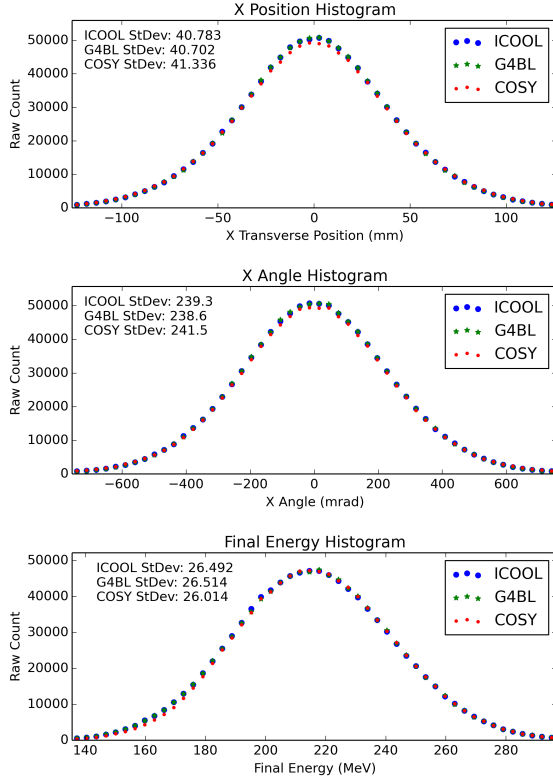 X Position Histogram
ICOOL StDev: 40.783
G4BL StDev: 40.702
COSY StDev: 41.336
ICOOL
G4BL
COSY
50000
40000
30000
20000
10000
0
Raw Count
−100 −50 0 50 100
X Transverse Position (mm)
X Angle Histogram
ICOOL StDev: 239.3
G4BL StDev: 238.6
COSY StDev: 241.5
ICOOL
G4BL
COSY
50000
40000
30000
20000
10000
0
Raw Count
−600 −400 −200 0 200 400 600
X Angle (mrad)
Final Energy Histogram
ICOOL StDev: 26.492
G4BL StDev: 26.514
COSY StDev: 26.014
ICOOL
G4BL
COSY
50000
40000
30000
20000
10000
0
Raw Count
140 160 180 200 220 240 260 280
Final Energy (MeV)